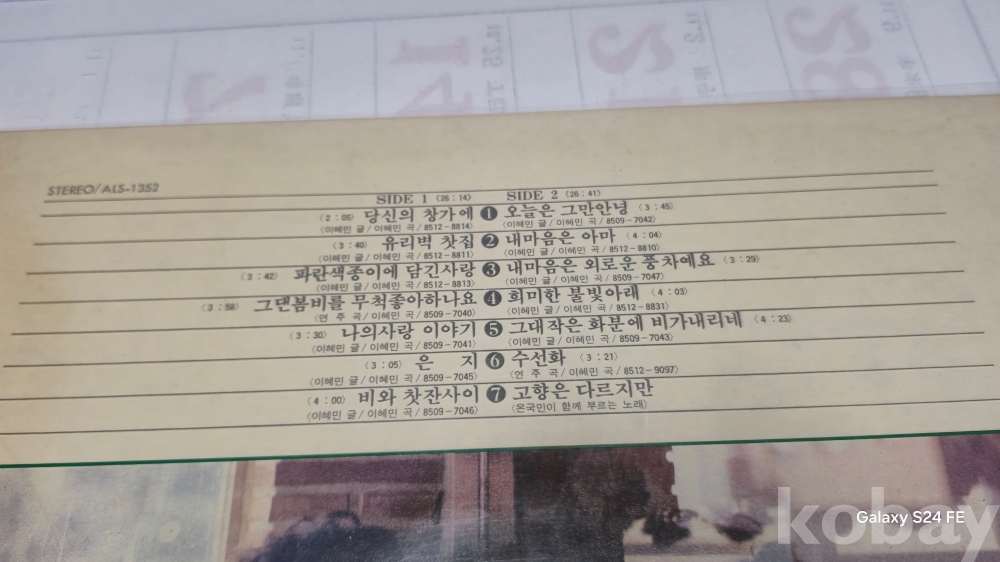 STEREO/ALS-1352
SIDE 1 〈26 : 14〉 SIDE 2 〈26 : 41〉
〈2 : 05〉 당신의 창가에 ❶ 오늘은 그만안녕 〈3 : 45〉
〈이혜민 글/이혜민 곡/8512-8814〉 〈이혜민 글/이혜민 곡/8509-7042〉
〈3 : 40〉 유리벽 찻집 ❷ 내마음은 아마 〈4 : 04〉
〈이혜민 글/이혜민 곡/8512-8811〉 〈이혜민 글/이혜민 곡/8512-8810〉
〈3 : 42〉 파란색종이에 담긴사랑 ❸ 내마음은 외로운 풍차예요 〈3 : 29〉
〈이혜민 글/이혜민 곡/8512-8813〉 〈이혜민 글/이혜민 곡/8509-7047〉
〈3 : 58〉 그댄봄비를 무척좋아하나요 ❹ 희미한 불빛아래 〈4 : 03〉
〈연 주 곡/8509-7040〉 〈이혜민 글/이혜민 곡/8512-8831〉
〈3 : 30〉 나의사랑 이야기 ❺ 그대작은 화분에 비가내리네 〈4 : 23〉
〈이혜민 글/이혜민 곡/8509-7041〉 〈이혜민 글/이혜민 곡/8509-7043〉
〈3 : 05〉 은 지 ❻ 수선화 〈3 : 21〉
〈이혜민 글/이혜민 곡/8509-7045〉 〈연 주 곡/8512-9097〉
〈4 : 00〉 비와 찻잔사이 ❼ 고향은 다르지만
〈이혜민 글/이혜민 곡/8509-7046〉 〈온국민이 함께 부르는 노래〉
kobay
Galaxy S24 FE